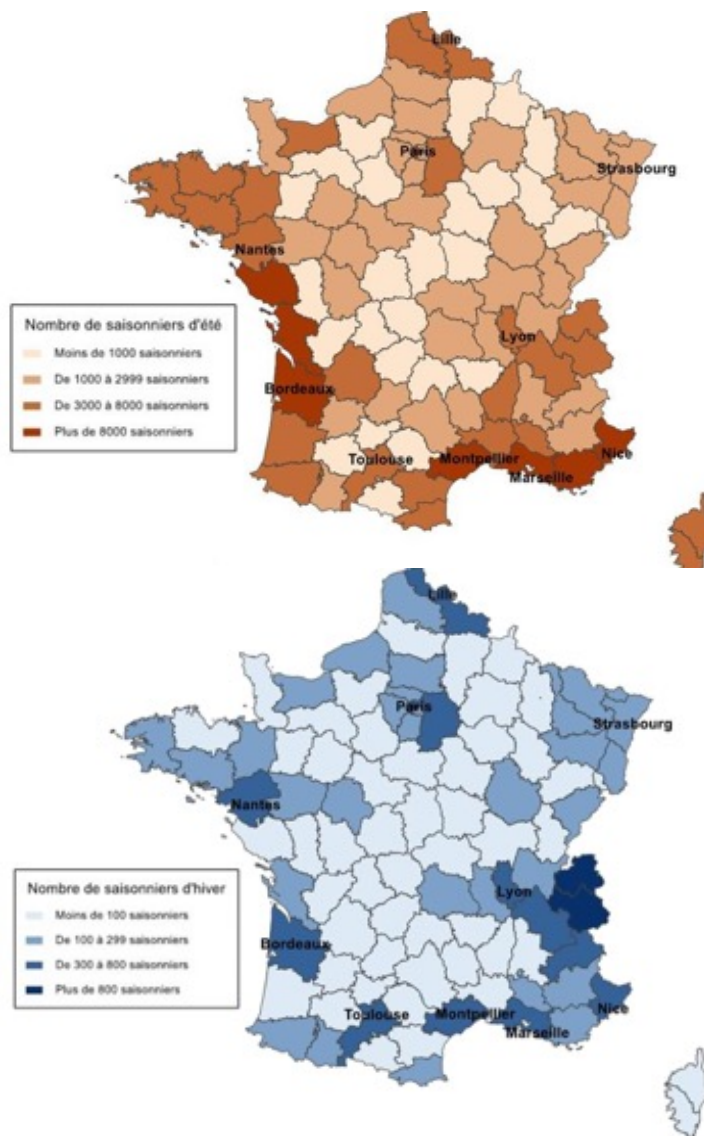 Lille
Paris
Strasbourg
Nantes
Nombre de saisonniers d'été
Moins de 1000 saisonniers
De 1000 à 2999 saisonniers
De 3000 à 8000 saisonniers
Plus de 8000 saisonniers
Lyon
Bordeaux
Toulouse
Montpellier
Nice
Marseille
Lille
Paris
Strasbourg
Nantes
Nombre de saisonniers d'hiver
Moins de 100 saisonniers
De 100 à 299 saisonniers
De 300 à 800 saisonniers
Plus de 800 saisonniers
Lyon
Bordeaux
Toulouse
Montpellier
Nice
Marseille